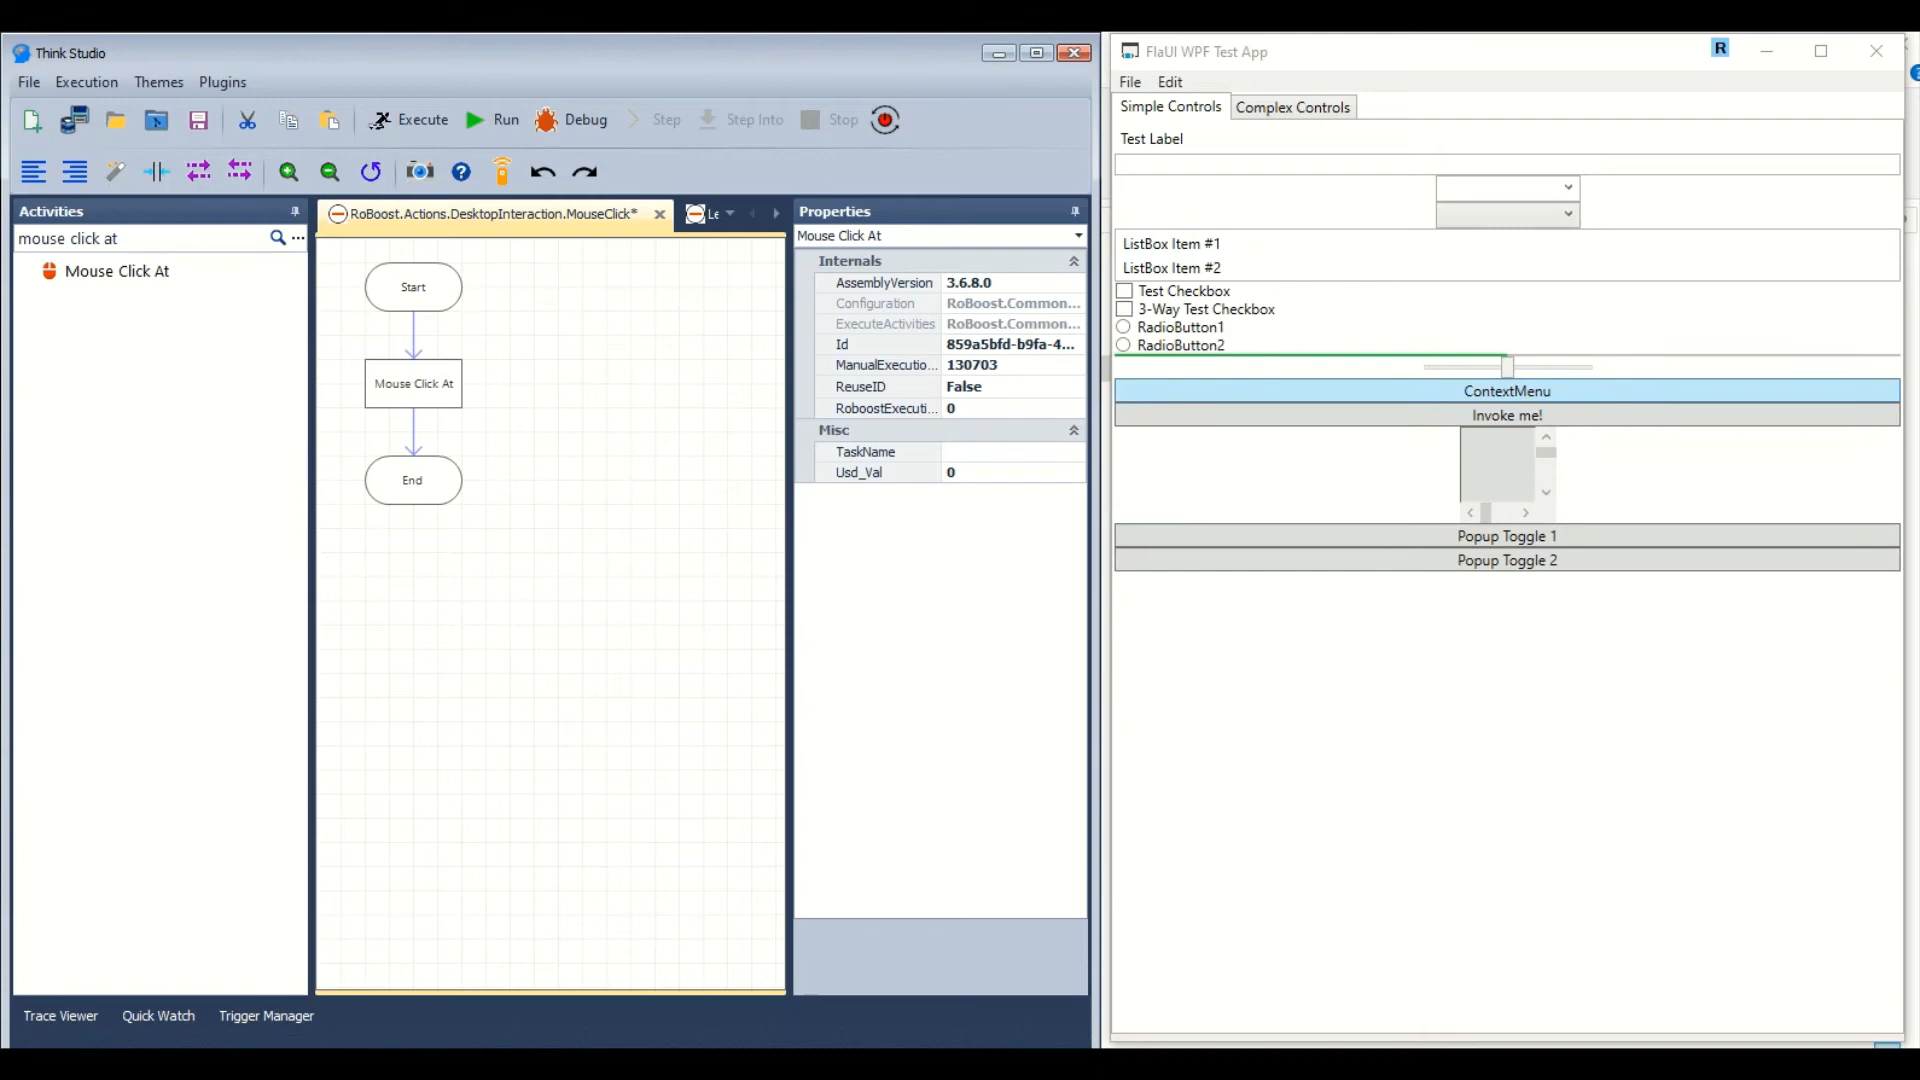 Think Studio
File Execution Themes Plugins
Execute Run Debug Step Step Into Stop
Activities
mouse click at
Mouse Click At
RoBoost.Actions.DesktopInteraction.MouseClick*
Le
Start
Mouse Click At
End
Properties
Mouse Click At
Internals
AssemblyVersion 3.6.8.0
Configuration RoBoost.Common...
ExecuteActivities RoBoost.Common...
Id 859a5bfd-b9fa-4...
ManualExecutio... 130703
ReuseID False
RoboostExecuti... 0
Misc
TaskName
Usd_Val 0
Trace Viewer Quick Watch Trigger Manager
FlaUI WPF Test App
R
File Edit
Simple Controls Complex Controls
Test Label
ListBox Item #1
ListBox Item #2
Test Checkbox
3-Way Test Checkbox
RadioButton1
RadioButton2
ContextMenu
Invoke me!
Popup Toggle 1
Popup Toggle 2